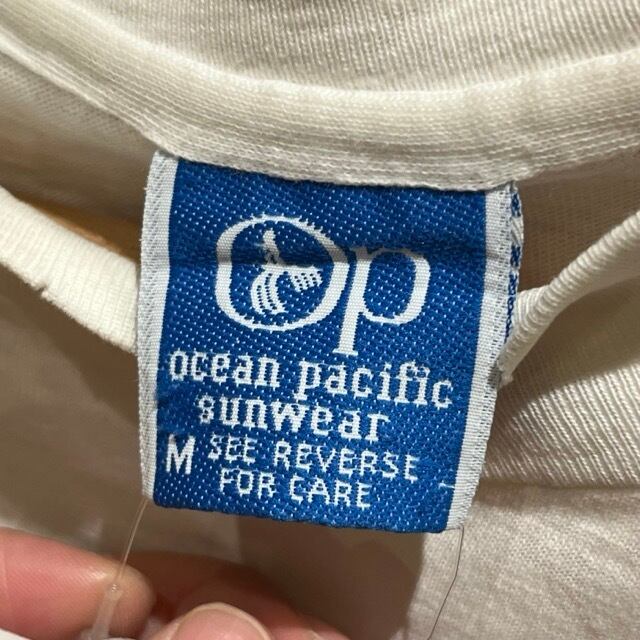 Op
ocean pacific
sunwear
M SEE REVERSE
FOR CARE